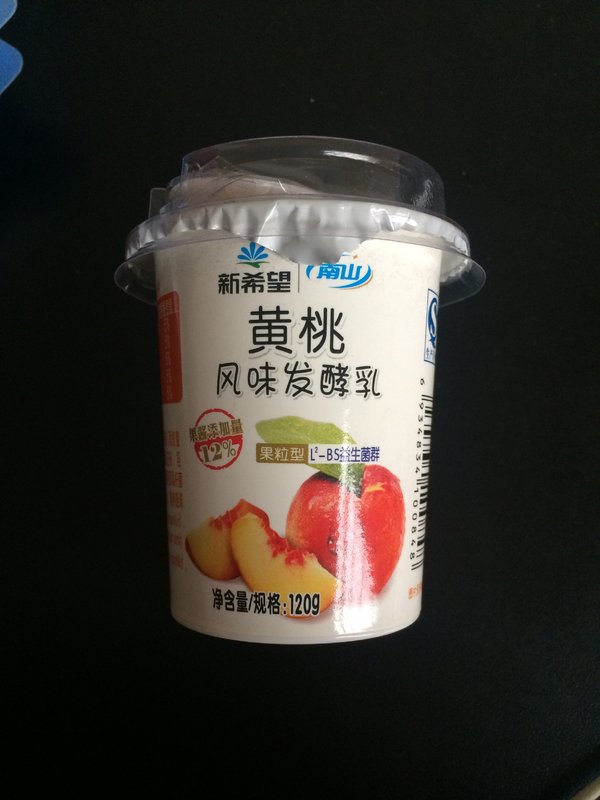 新希望
南山
黄桃
风味发酵乳
果酱添加量
12%
果粒型 L²-BS益生菌群
净含量/规格:120g
6934834100848